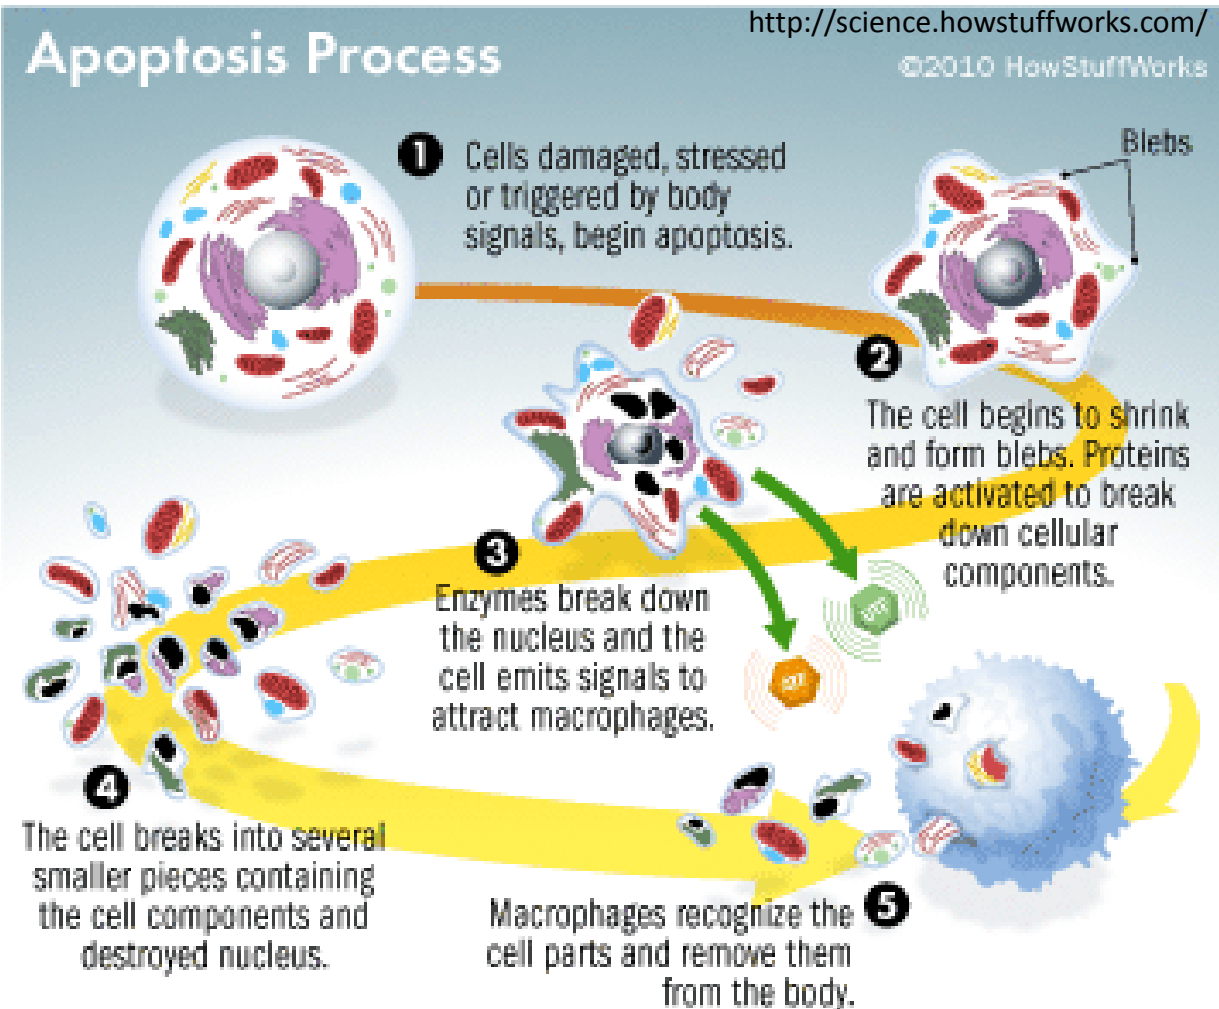 http://science.howstuffworks.com/
Apoptosis Process
©2010 HowStuffWorks
1 Cells damaged, stressed
or triggered by body
signals, begin apoptosis.
Blebs
2
The cell begins to shrink
and form blebs. Proteins
are activated to break
down cellular
components.
3
Enzymes break down
the nucleus and the
cell emits signals to
attract macrophages.
4
The cell breaks into several
smaller pieces containing
the cell components and
destroyed nucleus.
5
Macrophages recognize the
cell parts and remove them
from the body.